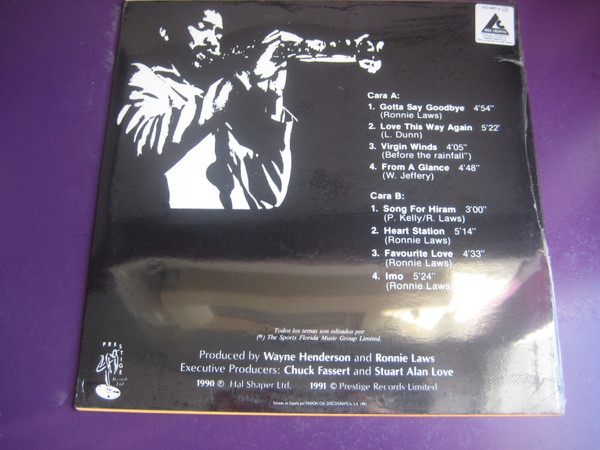 Cara A:
1. Gotta Say Goodbye 4'54"
(Ronnie Laws)
2. Love This Way Again 5'22'
(L. Dunn)
3. Virgin Winds 4'05"
(Before the rainfall")
4. From A Glance 4'48"
(W. Jeffery)
Cara B:
1. Song For Hiram 3'00"
(P. Kelly/R. Laws)
2. Heart Station 5'14"
(Ronnie Laws)
3. Favourite Love 4'33"
(Ronnie Laws)
4. Imo 5'24"
(Ronnie Laws)
Todos los temas son editados por
(*) The Sports Florida Music Group Limited.
Produced by Wayne Henderson and Ronnie Laws
Executive Producers: Chuck Fassert and Stuart Alan Love
1990 ℗ Hal Shaper Ltd. 1991 © Prestige Records Limited
PRESTIGE
Records
Ltd